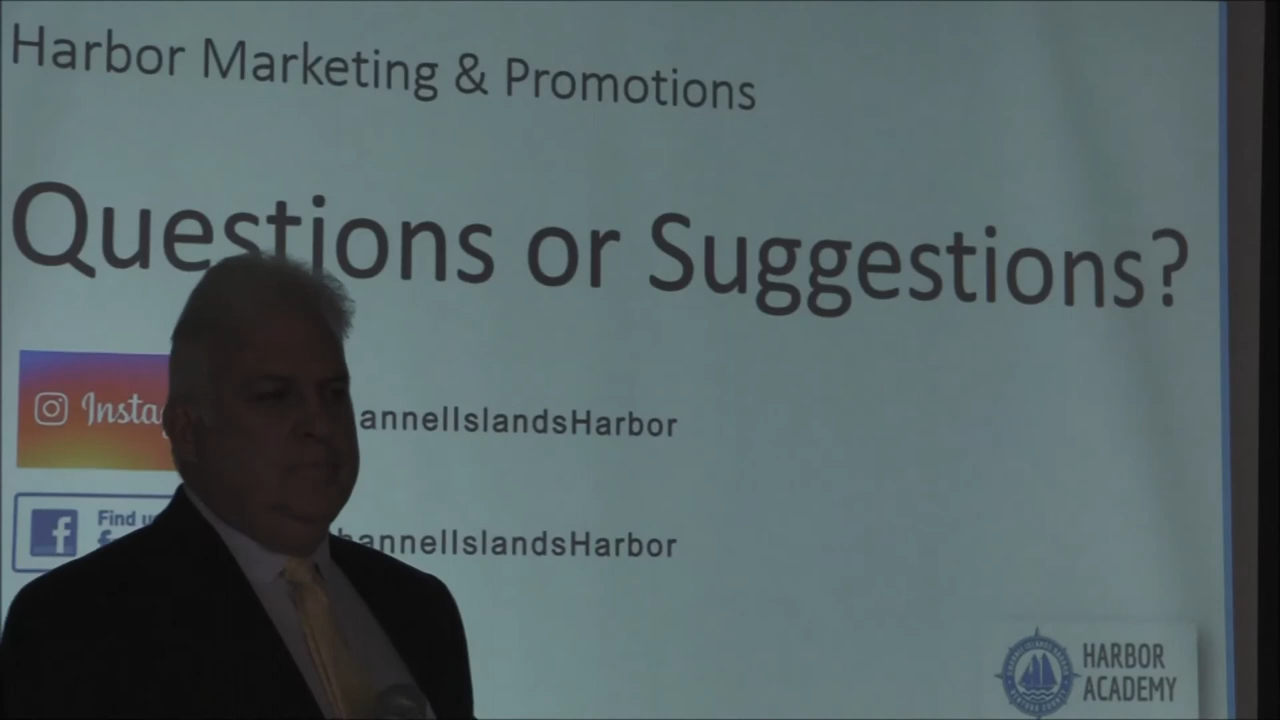 Harbor Marketing & Promotions
Questions or Suggestions?
Insta
annelIslandsHarbor
Find u
f
hannelIslandsHarbor
HARBOR
ACADEMY